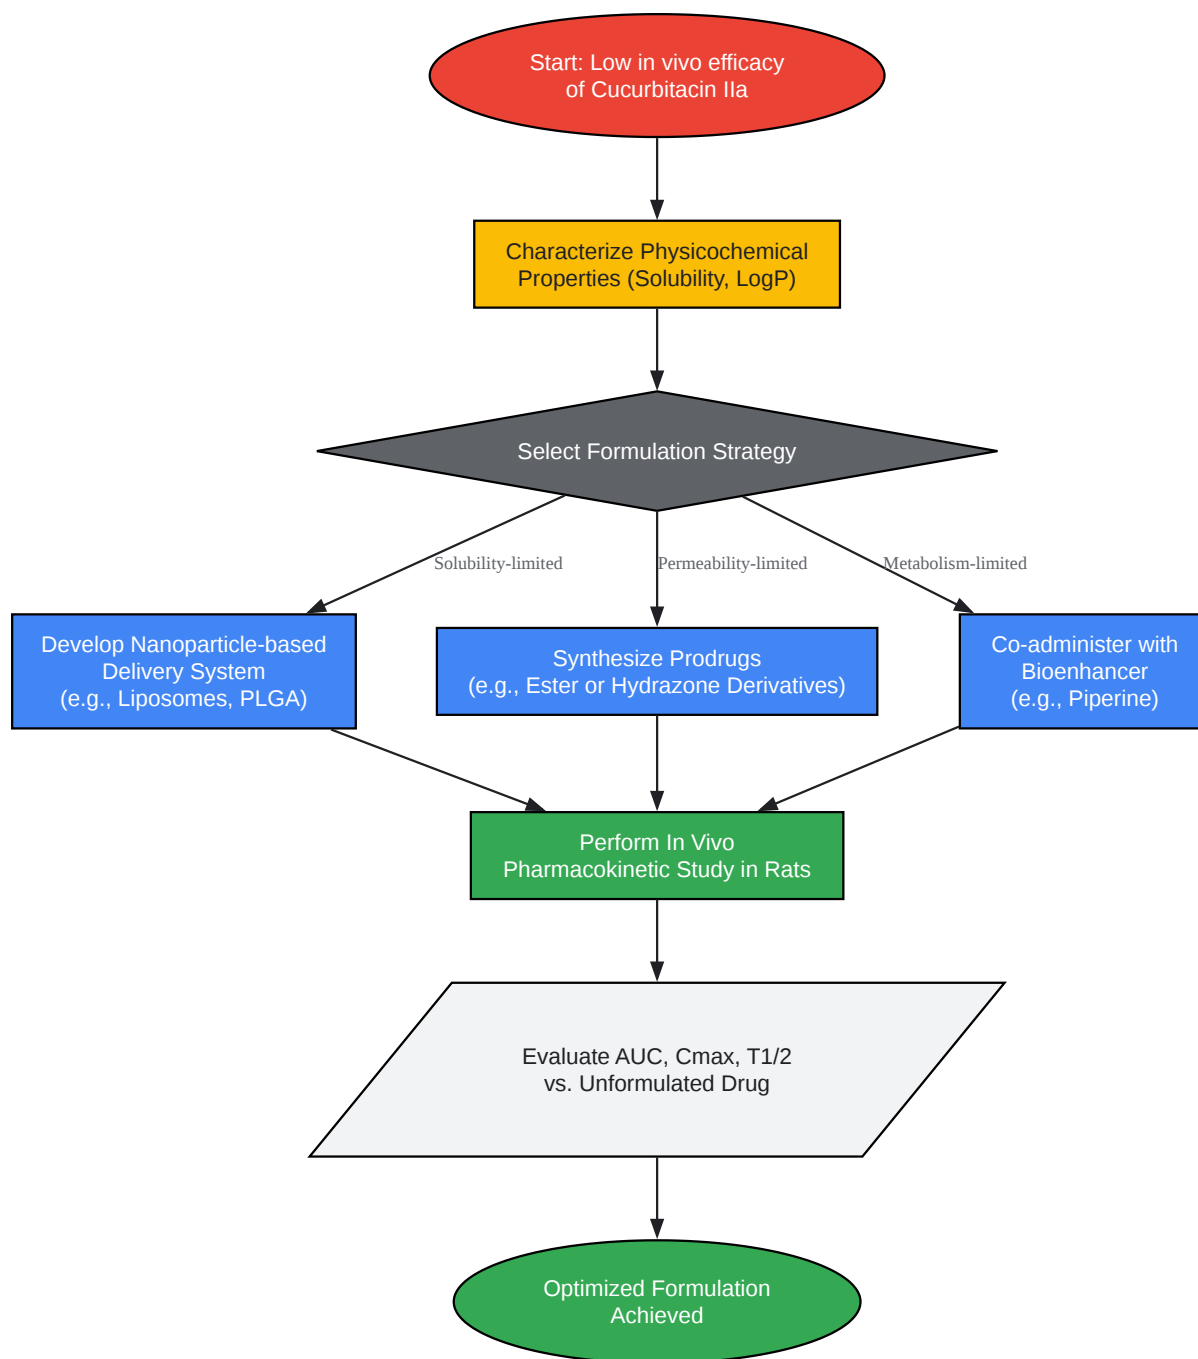 Start: Low in vivo efficacy
of Cucurbitacin IIa
Characterize Physicochemical
Properties (Solubility, LogP)
Select Formulation Strategy
Solubility-limited
Permeability-limited
Metabolism-limited
Develop Nanoparticle-based
Delivery System
(e.g., Liposomes, PLGA)
Synthesize Prodrugs
(e.g., Ester or Hydrazone Derivatives)
Co-administer with
Bioenhancer
(e.g., Piperine)
Perform In Vivo
Pharmacokinetic Study in Rats
Evaluate AUC, Cmax, T1/2
vs. Unformulated Drug
Optimized Formulation
Achieved